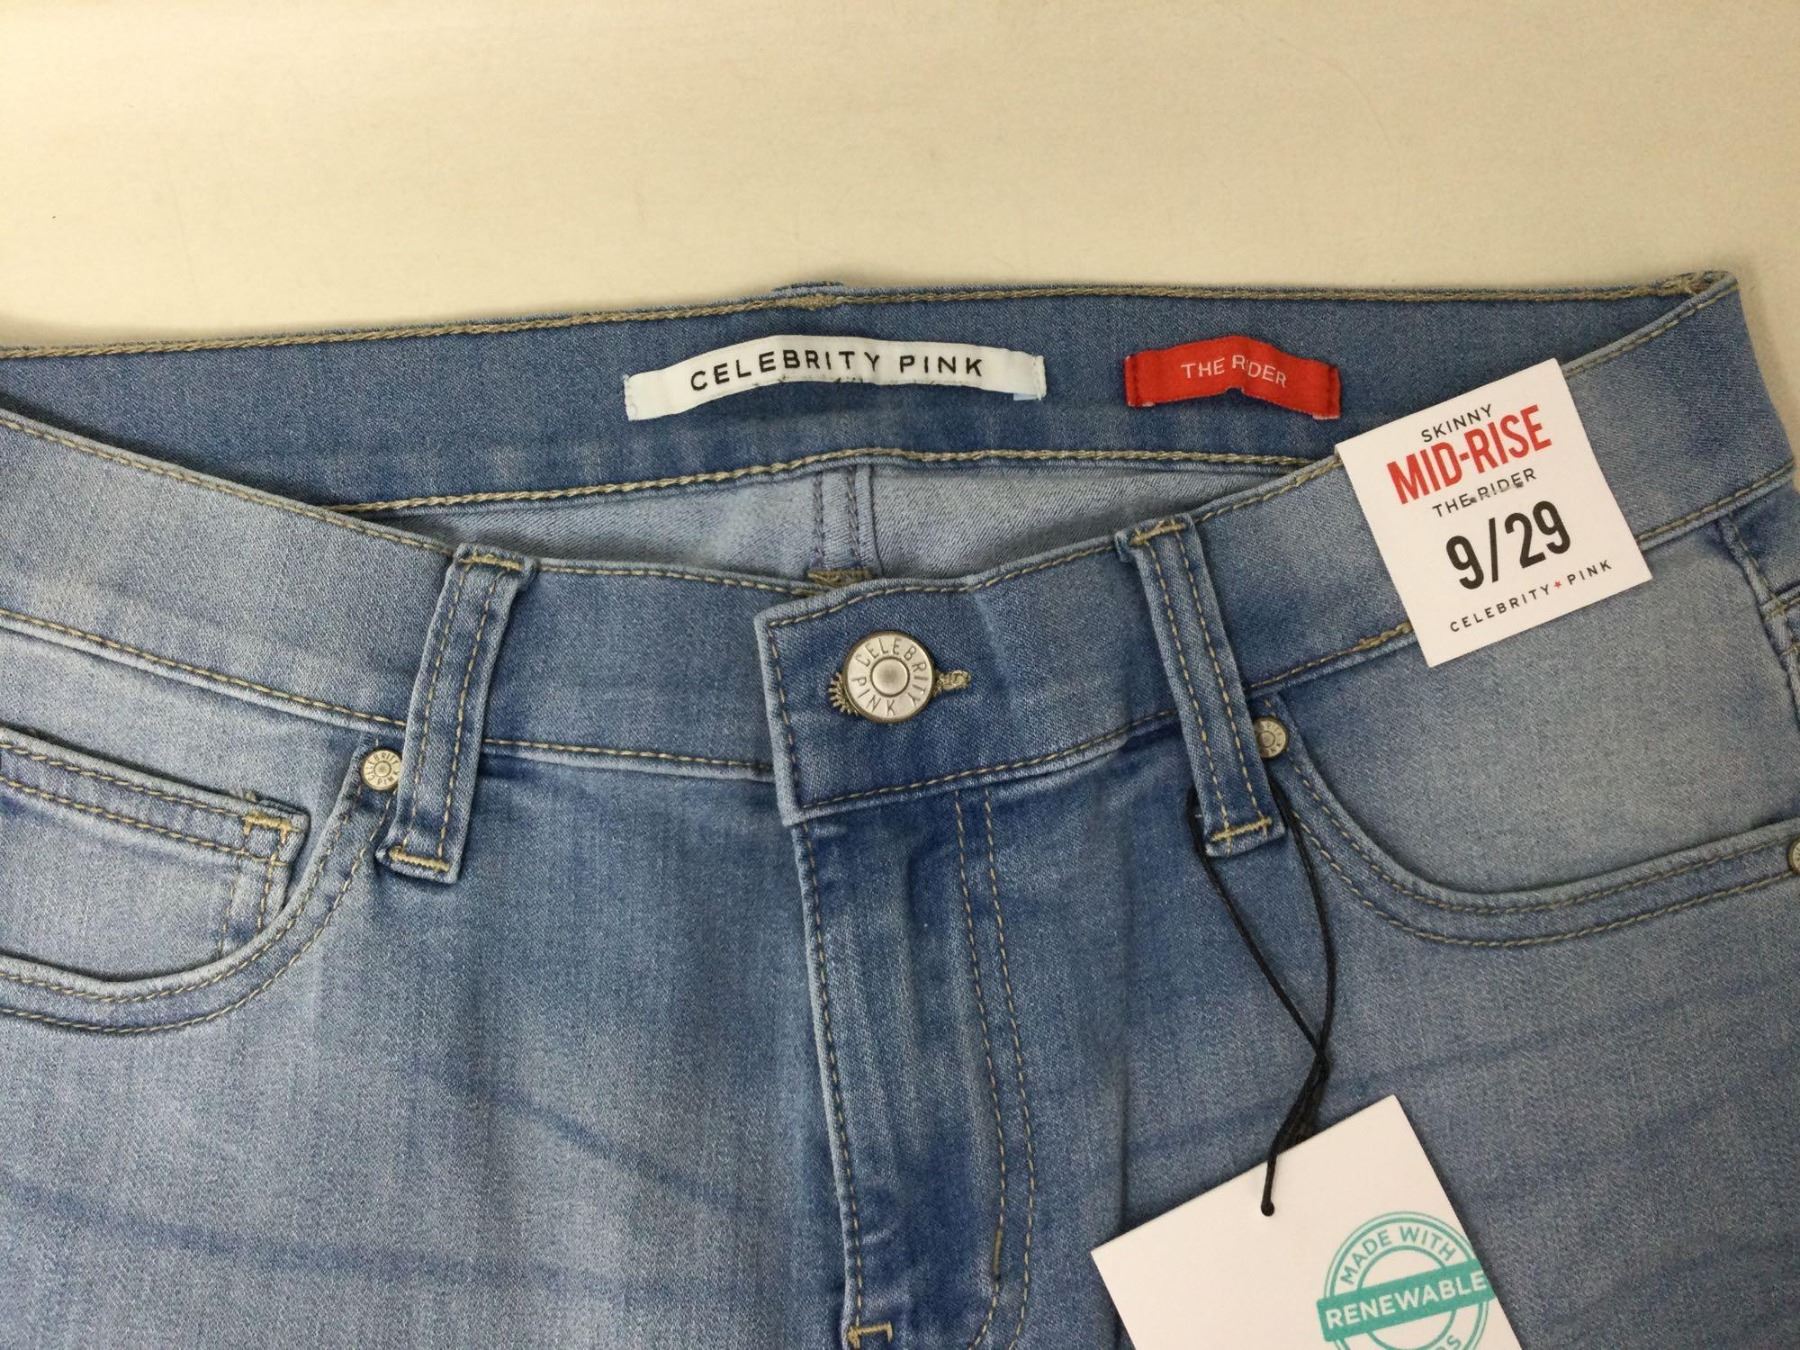 CELEBRITY PINK
THE RIDER
SKINNY
MID-RISE
THE RIDER
9/29
CELEBRITY★PINK
CELEBRITY PINK
MADE WITH
RENEWABLE